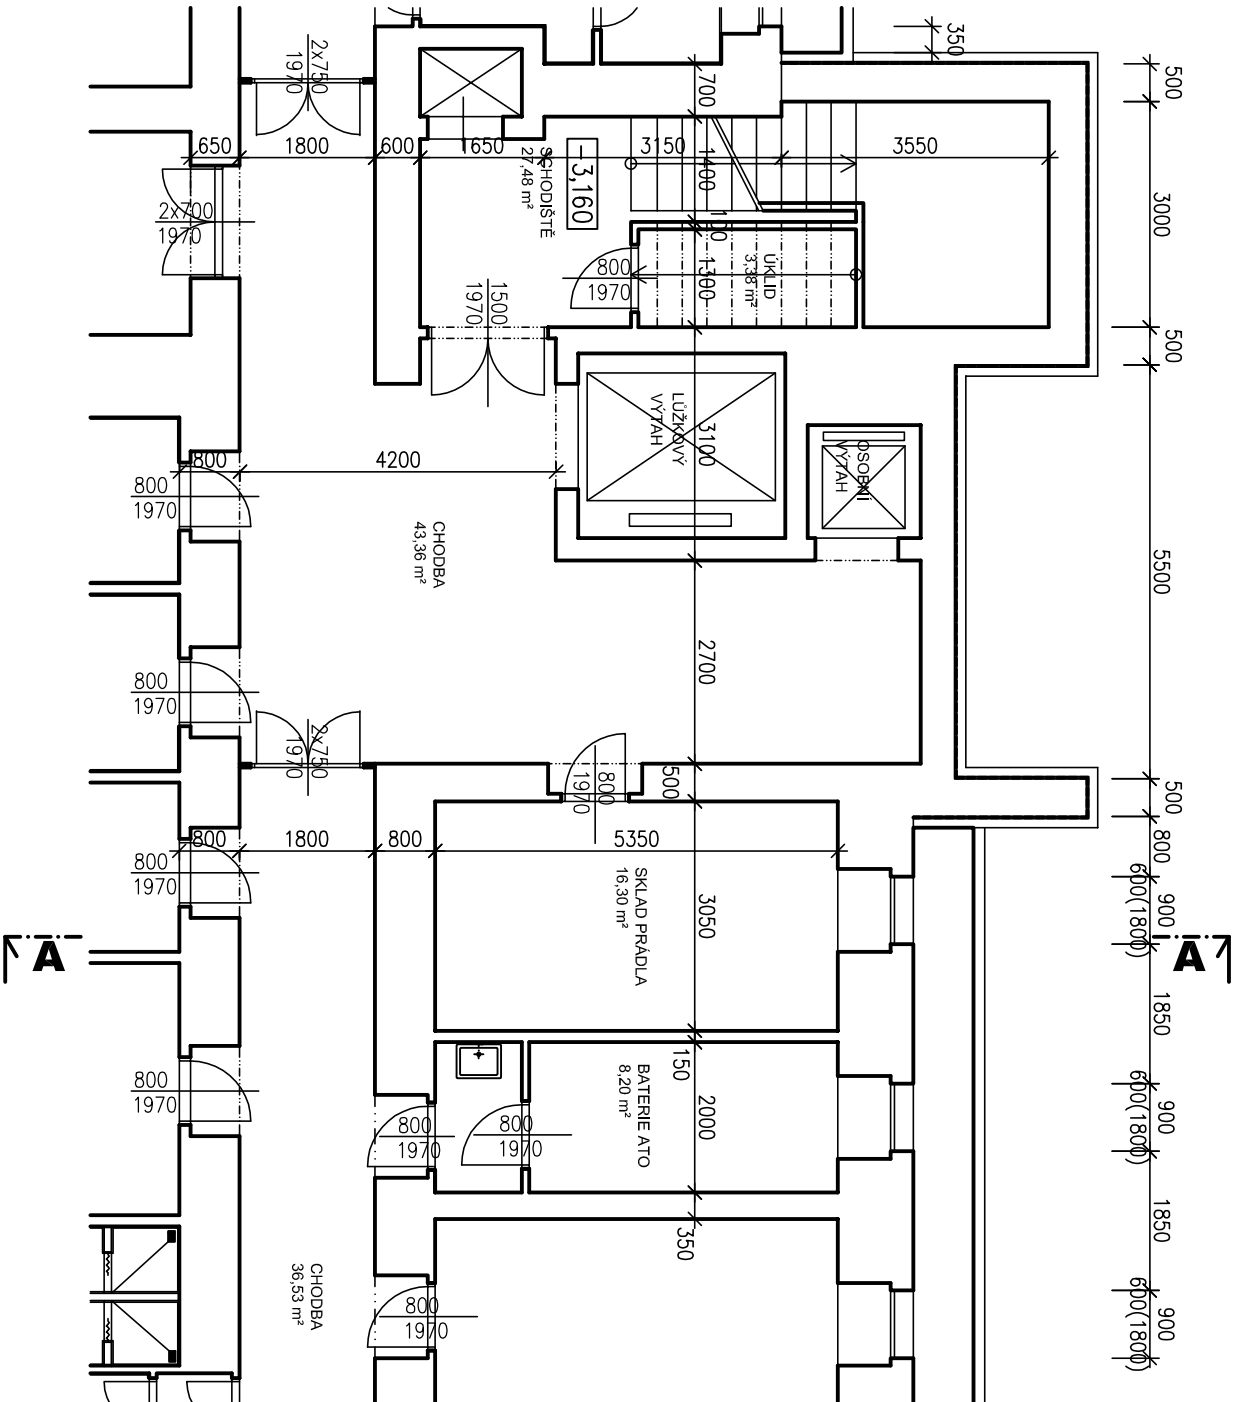 350
500
2x750
1970
700
650
1800
600
1650
3150
3550
1400
SCHODIŠTĚ
27,48 m²
-3,160
2x700
1970
100
3000
800
1970
1300
ÚKLID
3,38 m²
1500
1970
500
LŮŽKOVÝ
VÝTAH
3100
OSOBNÍ
VÝTAH
800
4200
800
1970
CHODBA
43,36 m²
5500
2700
800
1970
2x750
1970
800
1970
500
500
800
1800
800
5350
800
800
1970
SKLAD PRÁDLA
16,30 m²
3050
900
600(1800)
A
A
1850
150
BATERIE ATO
8,20 m²
2000
800
1970
800
1970
800
1970
900
600(1800)
1850
350
CHODBA
36,53 m²
800
1970
900
600(1800)